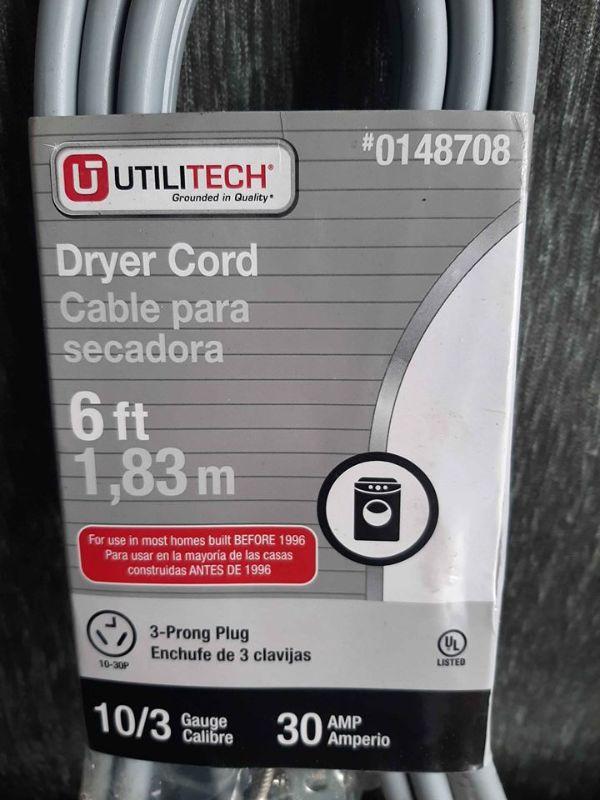 #0148708
UTILITECH®
Grounded in Quality®
Dryer Cord
Cable para
secadora
6 ft
1,83 m
For use in most homes built BEFORE 1996
Para usar en la mayoría de las casas
construidas ANTES DE 1996
3-Prong Plug
Enchufe de 3 clavijas
10-30P
UL
LISTED
10/3 Gauge
Calibre
30 AMP
Amperio